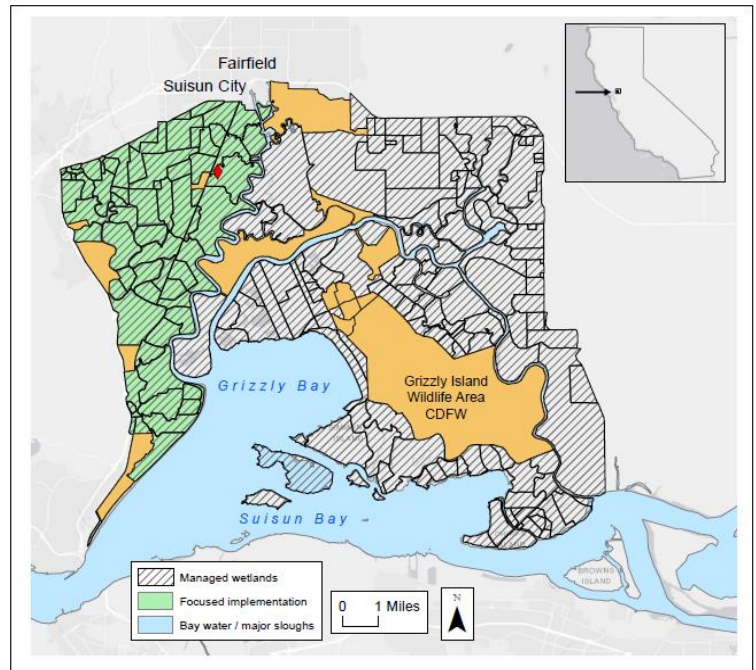 Fairfield
Suisun City
Grizzly Bay
Grizzly Island
Wildlife Area
CDFW
ISLAND
Suisun Bay
BROWNS
ISLAND
Managed wetlands
Focused implementation
Bay water / major sloughs
0 1 Miles
N